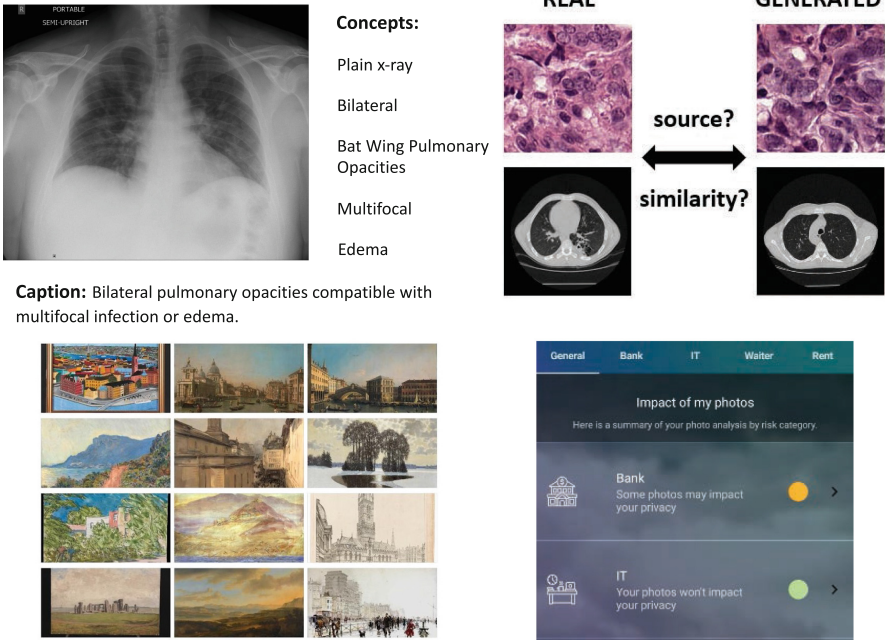 R
PORTABLE
SEMI-UPRIGHT
Concepts:
Plain x-ray
Bilateral
Bat Wing Pulmonary
Opacities
Multifocal
Edema
Caption: Bilateral pulmonary opacities compatible with
multifocal infection or edema.
REAL
GENERATED
source?
similarity?
General
Bank
IT
Waiter
Rent
Impact of my photos
Here is a summary of your photo analysis by risk category.
Bank
Some photos may impact
your privacy
IT
Your photos won't impact
your privacy